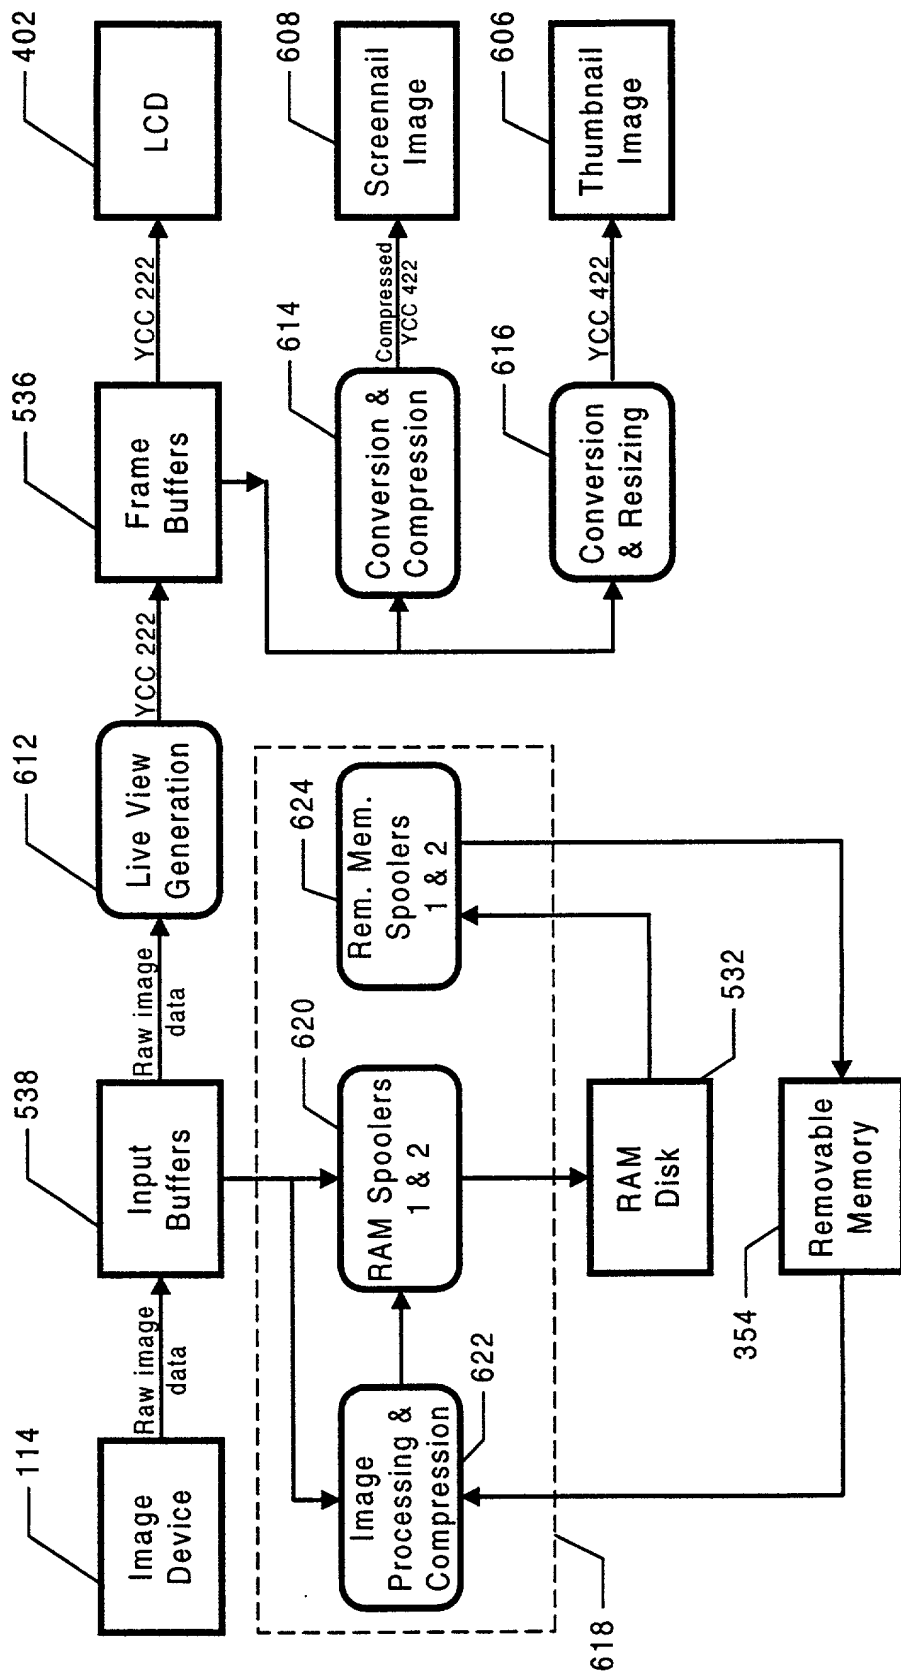 114
Image
Device
Raw image
data
538
Input
Buffers
Raw image
data
612
Live View
Generation
YCC 222
536
Frame
Buffers
YCC 222
402
LCD
622
Image
Processing &
Compression
620
RAM Spoolers
1 & 2
624
Rem. Mem.
Spoolers
1 & 2
614
Conversion &
Compression
Compressed
YCC 422
608
Screennail
Image
616
Conversion
& Resizing
YCC 422
606
Thumbnail
Image
618
532
RAM
Disk
354
Removable
Memory